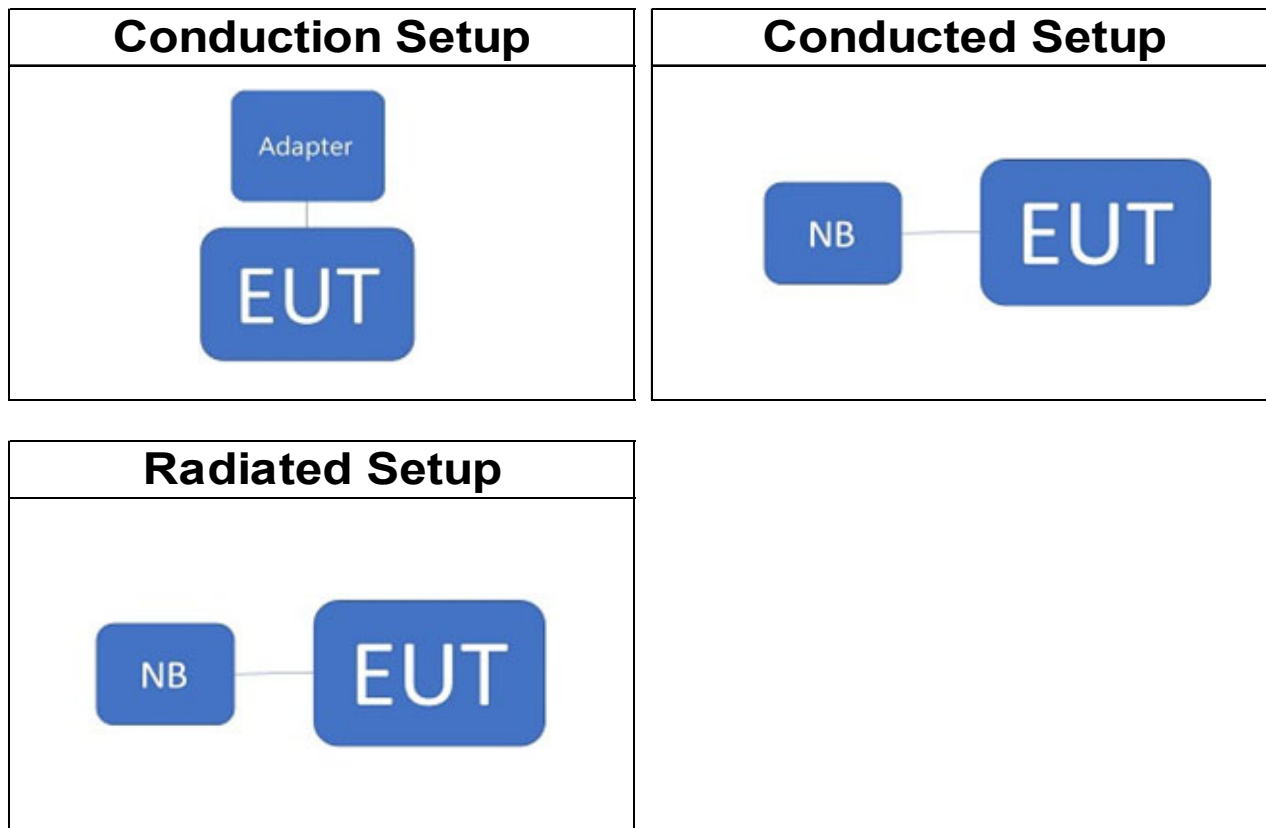 Conduction Setup
Adapter
EUT
Conducted Setup
NB
EUT
Radiated Setup
NB
EUT